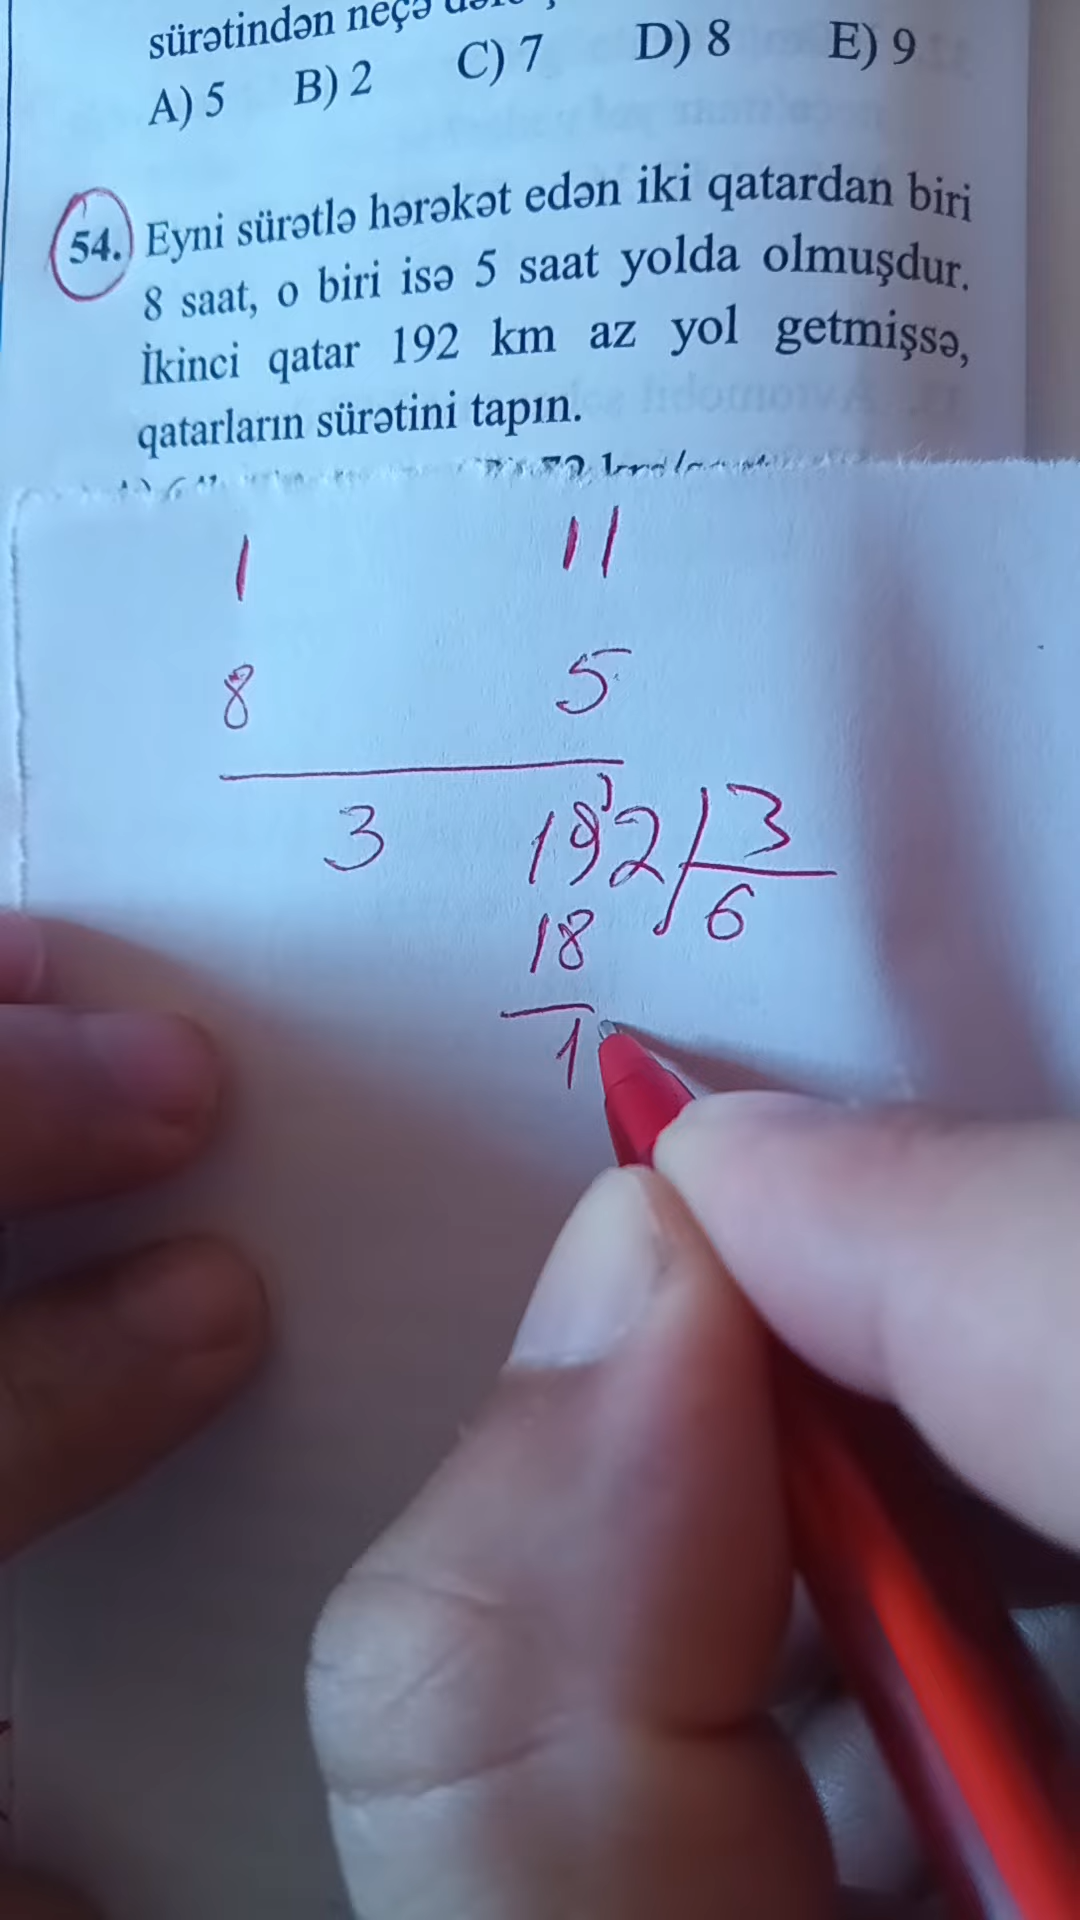 sürətindən neçə
A) 5 B) 2 C) 7 D) 8 E) 9
54. Eyni sürətlə hərəkət edən iki qatardan biri
8 saat, o biri isə 5 saat yolda olmuşdur.
İkinci qatar 192 km az yol getmişsə,
qatarların sürətini tapın.
1 11
8 5
3 192 3
18 6
1